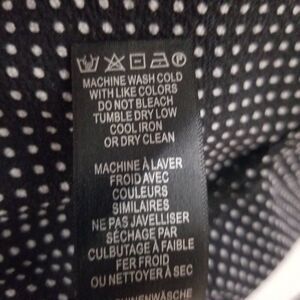 MACHINE WASH COLD
WITH LIKE COLORS
DO NOT BLEACH
TUMBLE DRY LOW
COOL IRON
OR DRY CLEAN
MACHINE À LAVER
FROID AVEC
COULEURS
SIMILAIRES
NE PAS JAVELLISER
SÉCHAGE PAR
CULBUTAGE À FAIBLE
FER FROID
OU NETTOYER À SEC